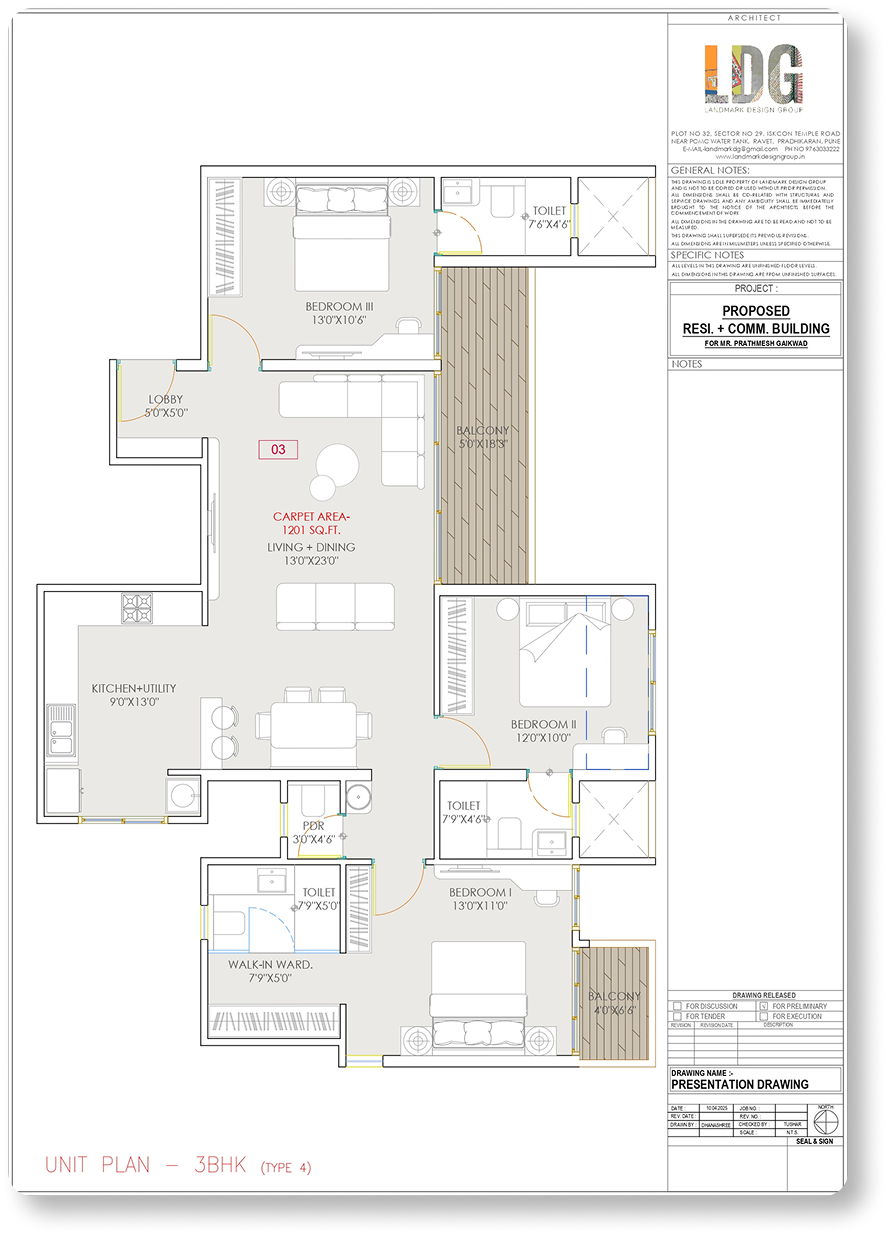 ARCHITECT
LDG
LANDMARK DESIGN GROUP
PLOT NO 32, SECTOR NO 29, ISKCON TEMPLE ROAD
NEAR PCMC WATER TANK, RAVET, PRADHIKARAN, PUNE
E-MAIL-landmarkdg@gmail.com PH NO 9763033222
www.landmarkdesigngroup.in
GENERAL NOTES:
THIS DRAWING IS SOLE PROPERTY OF LANDMARK DESIGN GROUP
AND IS NOT TO BE COPIED OR USED WITHOUT PRIOR PERMISSION.
ALL DIMENSIONS SHALL BE CO-RELATED WITH STRUCTURAL AND
SERVICE DRAWINGS AND ANY AMBIGUITY SHALL BE IMMEDIATELLY
BROUGHT TO THE NOTICE OF THE ARCHITECTS BEFORE THE
COMMENCEMENT OF WORK
ALL DIMENSIONS IN THE DRAWING ARE TO BE READ AND NOT TO BE
MEASURED.
THIS DRAWING SHALL SUPERSEDE ITS PREVIOUS REVISIONS.
ALL DIMENSIONS ARE IN MILLIMETERS UNLESS SPECIFIED OTHERWISE.
SPECIFIC NOTES
ALL LEVELS IN THIS DRAWING ARE UNFINISHED FLOOR LEVELS.
ALL DIMENSIONS IN THIS DRAWING ARE FROM UNFINISHED SURFACES.
PROJECT :
PROPOSED
RESI. + COMM. BUILDING
FOR MR. PRATHMESH GAIKWAD
NOTES
TOILET
7'6"X4'6"
BEDROOM III
13'0"X10'6"
LOBBY
5'0"X5'0"
BALCONY
5'0"X18'3"
03
CARPET AREA-
1201 SQ.FT.
LIVING + DINING
13'0"X23'0"
KITCHEN+UTILITY
9'0"X13'0"
BEDROOM II
12'0"X10'0"
TOILET
7'9"X4'6"
PDR
3'0"X4'6"
TOILET
7'9"X5'0"
BEDROOM I
13'0"X11'0"
WALK-IN WARD.
7'9"X5'0"
BALCONY
4'0"X6'6"
DRAWING RELEASED
FOR DISCUSSION √ FOR PRELIMINARY
FOR TENDER FOR EXECUTION
REVISION REVISION DATE DESCRIPTION
DRAWING NAME :-
PRESENTATION DRAWING
DATE : 10.04.2025 JOB NO. :
REV. DATE : REV. NO. :
DRAWN BY : DHANASHREE CHECKED BY : TUSHAR
SCALE : N.T.S.
NORTH
SEAL & SIGN
UNIT PLAN – 3BHK (TYPE 4)